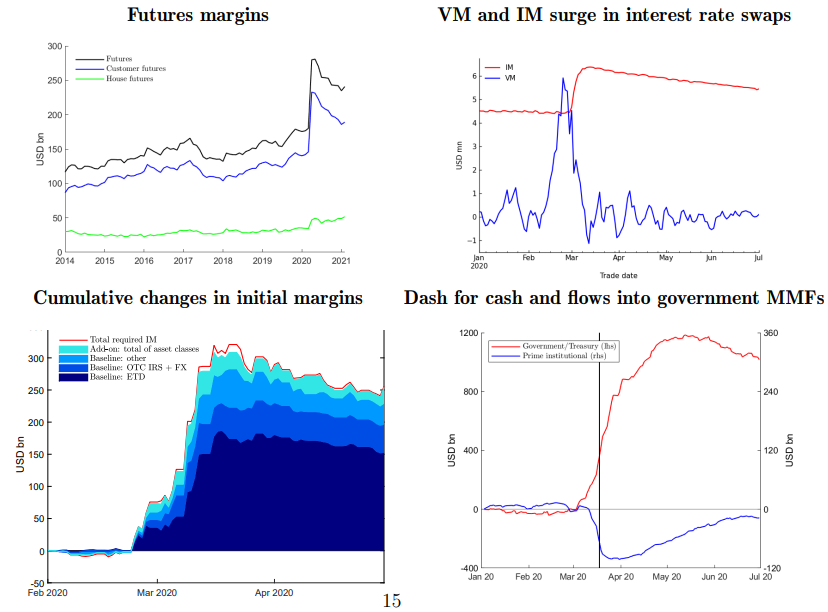 Futures margins
300
250
200
150
100
50
0
USD bn
Futures
Customer futures
House futures
2014 2015 2016 2017 2018 2019 2020 2021
VM and IM surge in interest rate swaps
6
5
4
3
2
1
0
−1
USD mn
IM
VM
Jan Feb Mar Apr May Jun Jul
2020
Trade date
Cumulative changes in initial margins
300
250
200
150
100
50
0
-50
USD bn
Total required IM
Add-on: total of asset classes
Baseline: other
Baseline: OTC IRS + FX
Baseline: ETD
Feb 2020 Mar 2020 Apr 2020
Dash for cash and flows into government MMFs
1200
800
400
0
-400
USD bn
Government/Treasury (lhs)
Prime institutional (rhs)
360
240
120
0
-120
USD bn
Jan 20 Feb 20 Mar 20 Apr 20 May 20 Jun 20 Jul 20
15